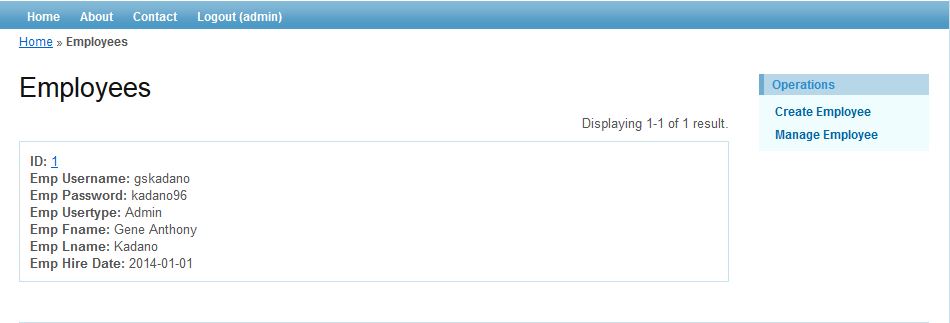 Home About Contact Logout (admin)
Home » Employees
Employees
Operations
Create Employee
Manage Employee
Displaying 1-1 of 1 result.
ID: 1
Emp Username: gskadano
Emp Password: kadano96
Emp Usertype: Admin
Emp Fname: Gene Anthony
Emp Lname: Kadano
Emp Hire Date: 2014-01-01